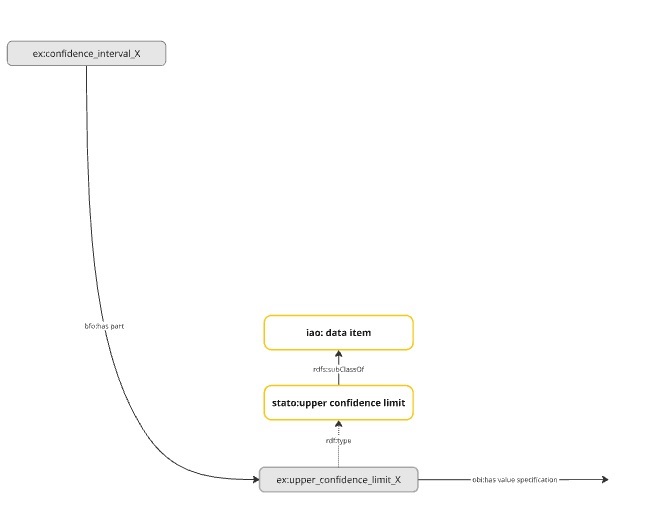 ex:confidence_interval_X
bfo:has part
iao: data item
rdfs:subClassOf
stato:upper confidence limit
rdf:type
ex:upper_confidence_limit_X
obi:has value specification